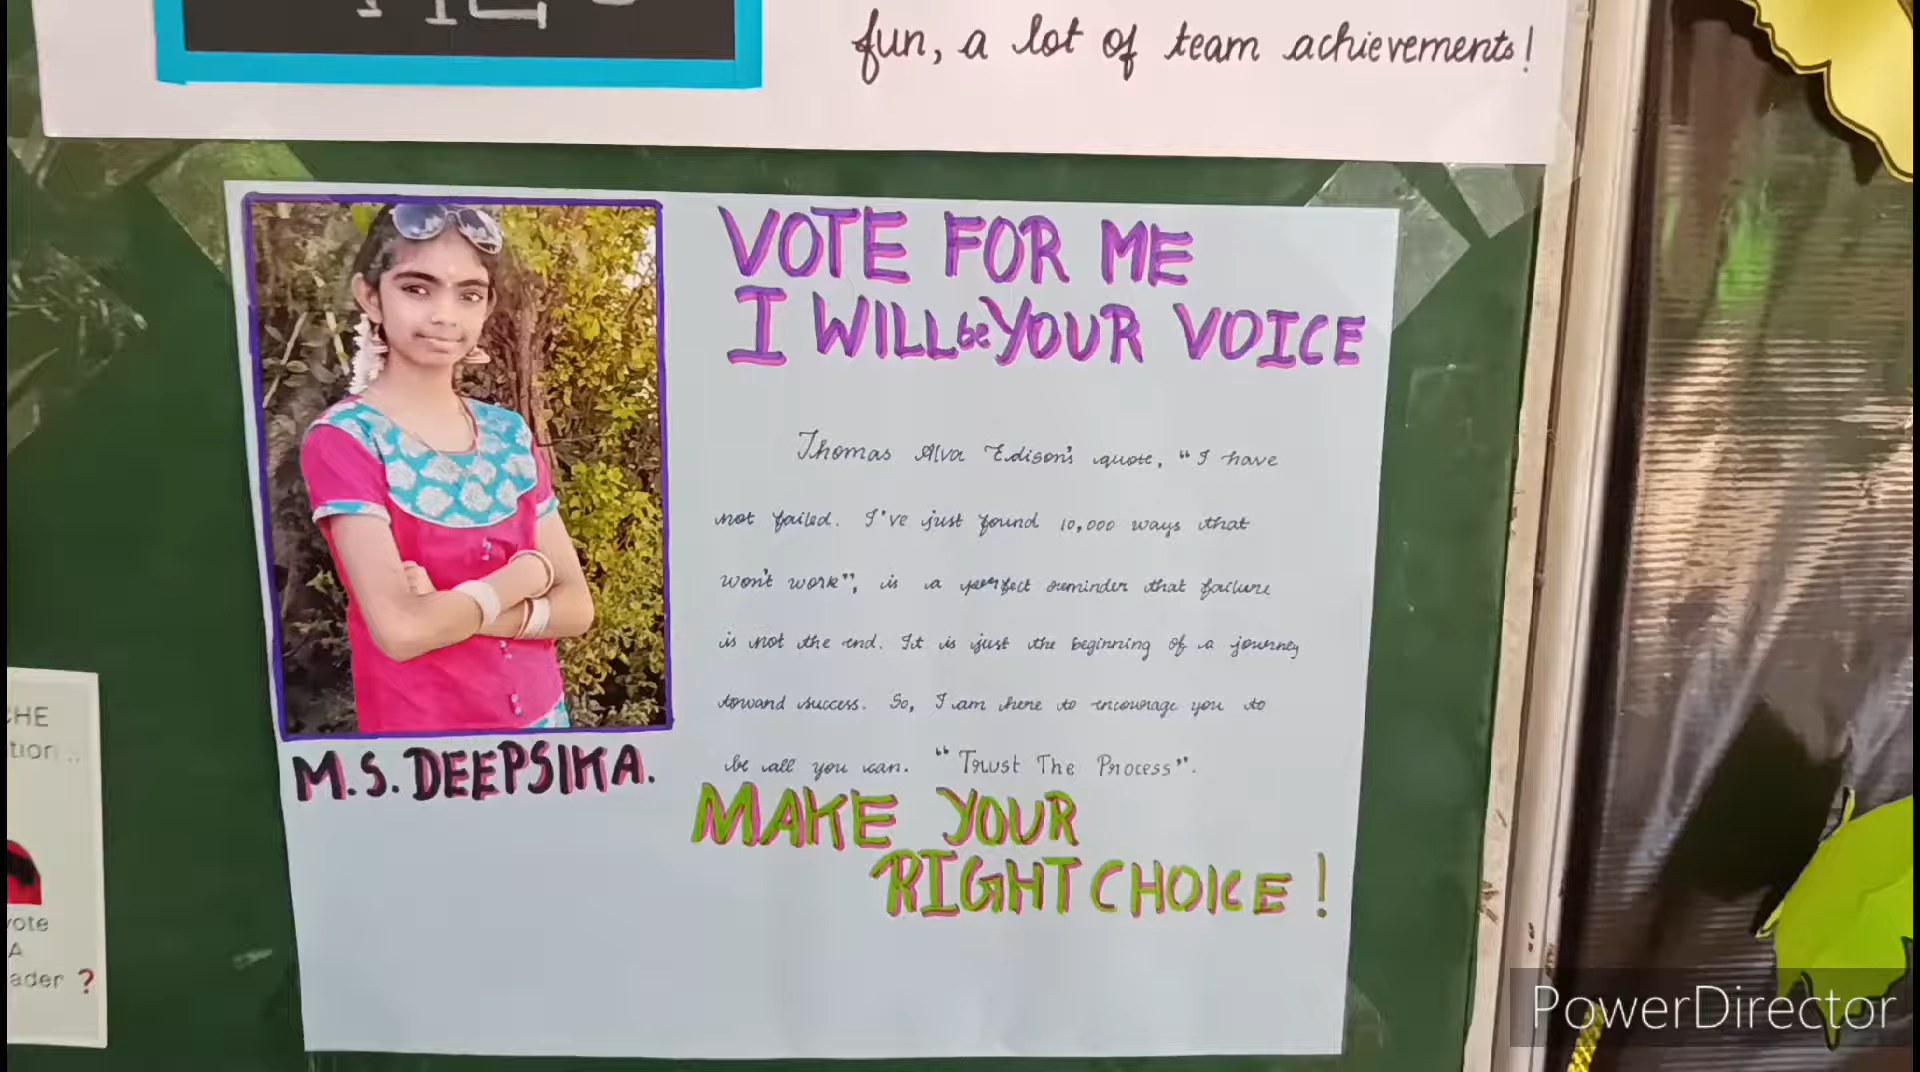 fun, a lot of team achievements!
VOTE FOR ME
I WILL be YOUR VOICE
Thomas Alva Edison's quote, "I have
not failed. I've just found 10,000 ways that
won't work", is a perfect reminder that failure
is not the end. It is just the beginning of a journey
toward success. So, I am here to encourage you to
be all you can. "Trust The Process".
M.S. DEEPSIKA.
MAKE YOUR
RIGHT CHOICE!
CHE
tion ..
vote
A
ader ?
PowerDirector